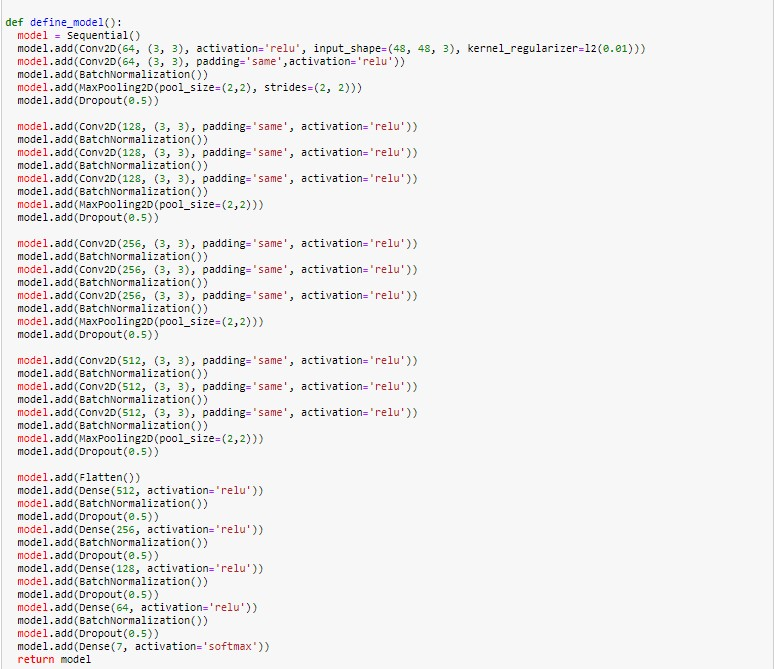 def define_model():
model = Sequential()
model.add(Conv2D(64, (3, 3), activation='relu', input_shape=(48, 48, 3), kernel_regularizer=l2(0.01)))
model.add(Conv2D(64, (3, 3), padding='same',activation='relu'))
model.add(BatchNormalization())
model.add(MaxPooling2D(pool_size=(2,2), strides=(2, 2)))
model.add(Dropout(0.5))
model.add(Conv2D(128, (3, 3), padding='same', activation='relu'))
model.add(BatchNormalization())
model.add(Conv2D(128, (3, 3), padding='same', activation='relu'))
model.add(BatchNormalization())
model.add(Conv2D(128, (3, 3), padding='same', activation='relu'))
model.add(BatchNormalization())
model.add(MaxPooling2D(pool_size=(2,2)))
model.add(Dropout(0.5))
model.add(Conv2D(256, (3, 3), padding='same', activation='relu'))
model.add(BatchNormalization())
model.add(Conv2D(256, (3, 3), padding='same', activation='relu'))
model.add(BatchNormalization())
model.add(Conv2D(256, (3, 3), padding='same', activation='relu'))
model.add(BatchNormalization())
model.add(MaxPooling2D(pool_size=(2,2)))
model.add(Dropout(0.5))
model.add(Conv2D(512, (3, 3), padding='same', activation='relu'))
model.add(BatchNormalization())
model.add(Conv2D(512, (3, 3), padding='same', activation='relu'))
model.add(BatchNormalization())
model.add(Conv2D(512, (3, 3), padding='same', activation='relu'))
model.add(BatchNormalization())
model.add(MaxPooling2D(pool_size=(2,2)))
model.add(Dropout(0.5))
model.add(Flatten())
model.add(Dense(512, activation='relu'))
model.add(BatchNormalization())
model.add(Dropout(0.5))
model.add(Dense(256, activation='relu'))
model.add(BatchNormalization())
model.add(Dropout(0.5))
model.add(Dense(128, activation='relu'))
model.add(BatchNormalization())
model.add(Dropout(0.5))
model.add(Dense(64, activation='relu'))
model.add(BatchNormalization())
model.add(Dropout(0.5))
model.add(Dense(7, activation='softmax'))
return model